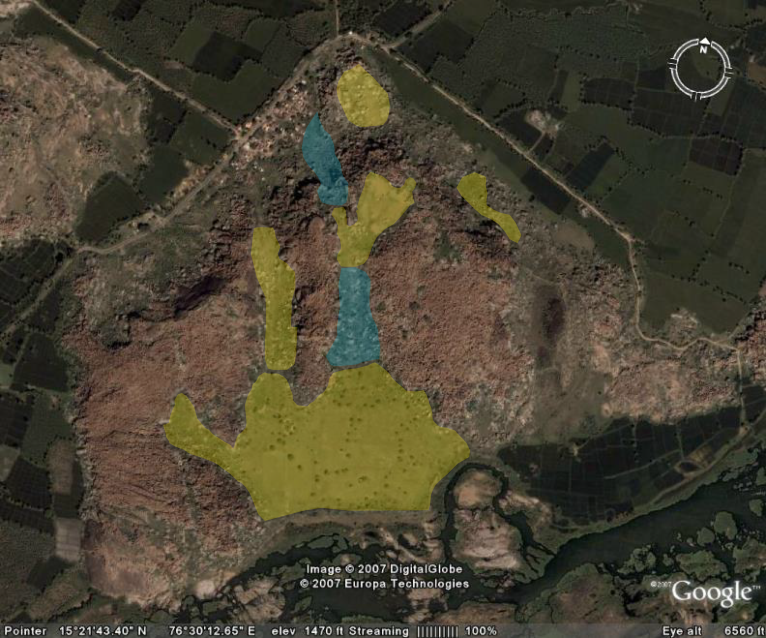 N
Image © 2007 DigitalGlobe
© 2007 Europa Technologies
©2007 Google™
Pointer 15°21'43.40" N 76°30'12.65" E elev 1470 ft Streaming |||||||||| 100% Eye alt 6560 ft